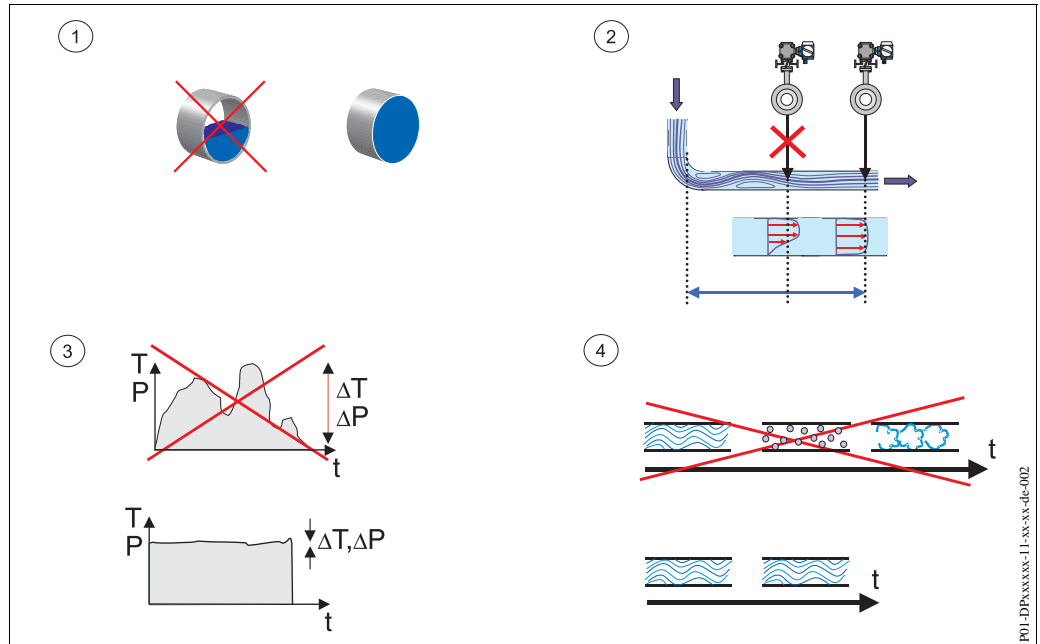 1
2
3
T
P
ΔT
ΔP
t
T
P
ΔT,ΔP
t
4
t
t
P01-DPxxxxxx-11-xx-xx-de-002